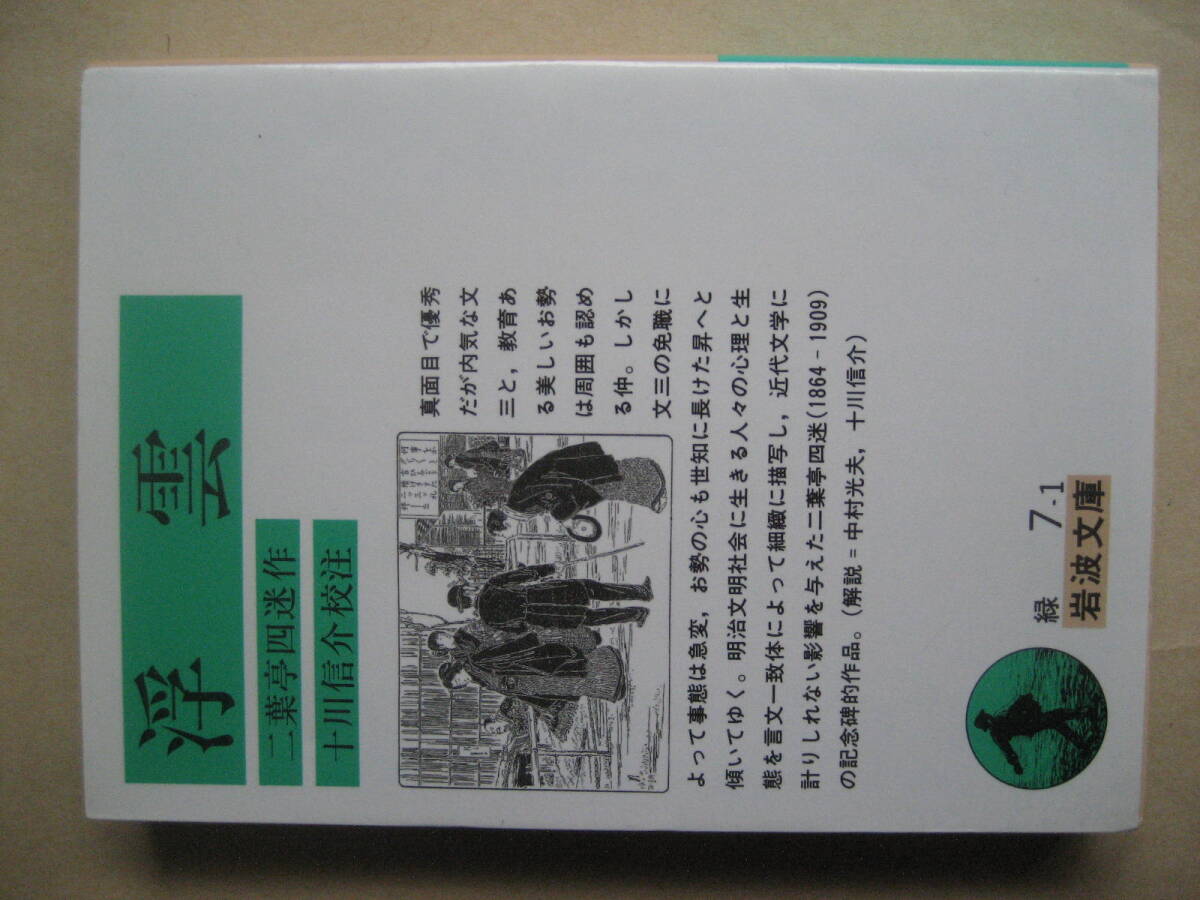 浮雲
二葉亭四迷作
十川信介校注
真面目で優秀
だが内気な文
三と，教育あ
る美しいお勢
は周囲も認め
る仲。しかし
文三の免職に
よって事態は急変，お勢の心も世知に長けた昇へと
傾いてゆく。明治文明社会に生きる人々の心理と生
態を言文一致体によって細緻に描写し，近代文学に
計りしれない影響を与えた二葉亭四迷(1864-1909)
の記念碑的作品。(解説＝中村光夫，十川信介)
緑 7-1
岩波文庫